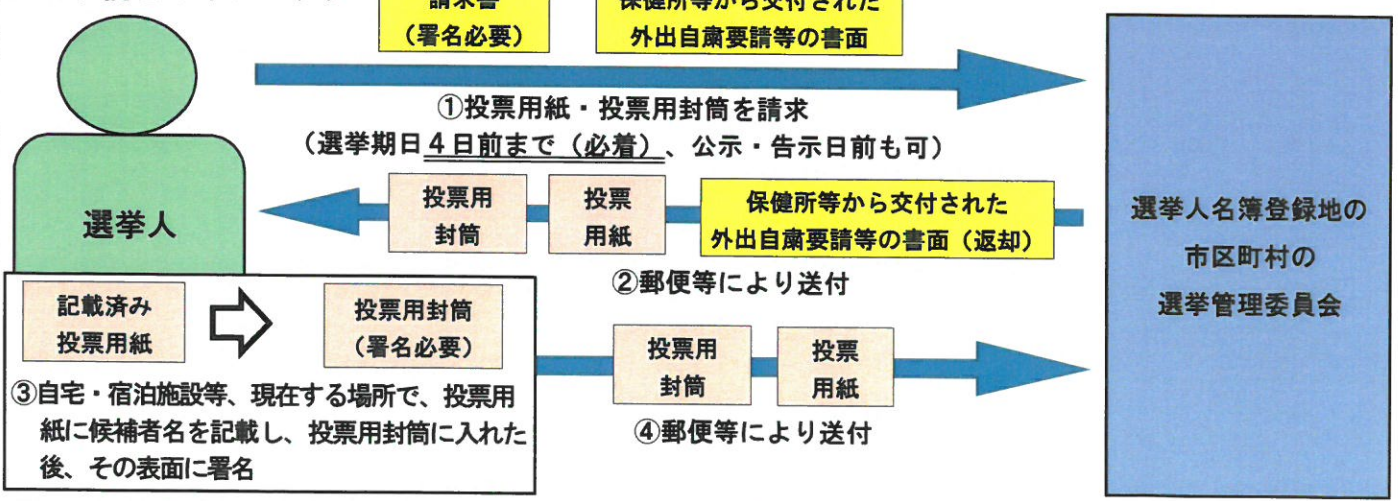 請求書
(署名必要)
保健所等から交付された
外出自粛要請等の書面
①投票用紙・投票用封筒を請求
(選挙期日4日前まで(必着)、公示・告示日前も可)
投票用
封筒
投票
用紙
保健所等から交付された
外出自粛要請等の書面(返却)
②郵便等により送付
選挙人
選挙人名簿登録地の
市区町村の
選挙管理委員会
記載済み
投票用紙
投票用封筒
(署名必要)
③自宅・宿泊施設等、現在する場所で、投票用
紙に候補者名を記載し、投票用封筒に入れた
後、その表面に署名
投票用
封筒
投票
用紙
④郵便等により送付